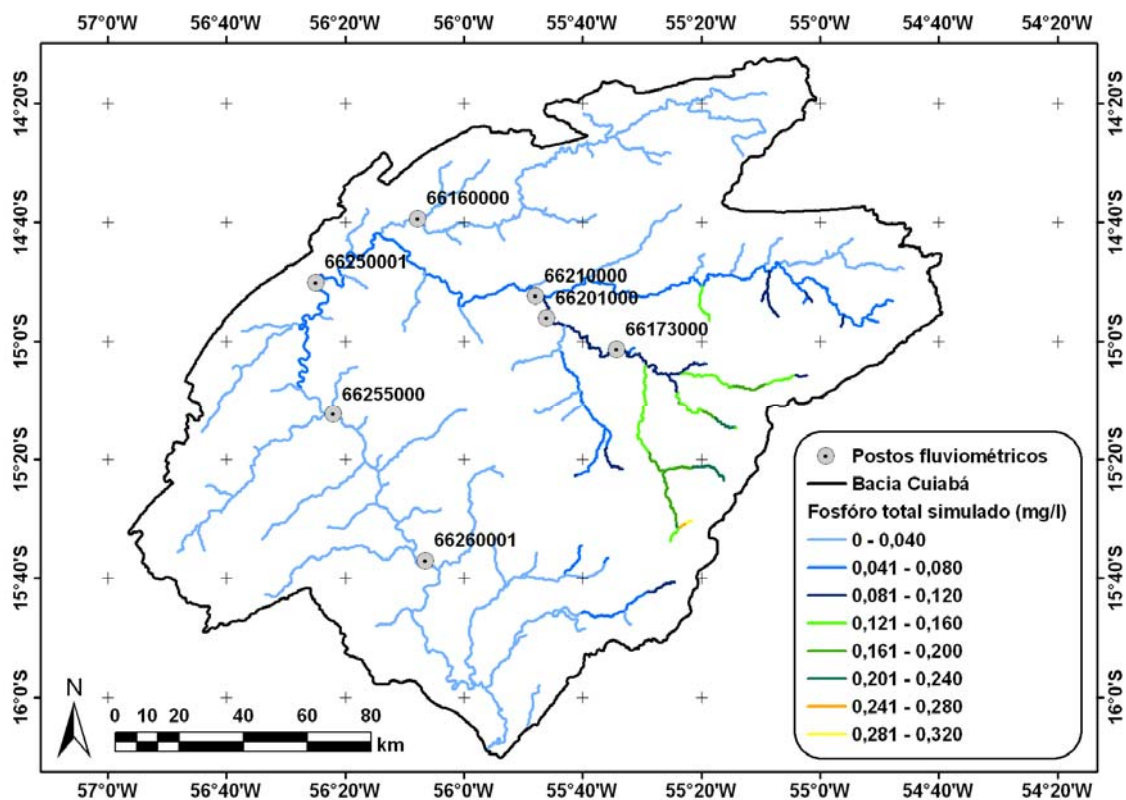 57°0'W 56°40'W 56°20'W 56°0'W 55°40'W 55°20'W 55°0'W 54°40'W 54°20'W
14°20'S 14°20'S
14°40'S 14°40'S
15°0'S 15°0'S
15°20'S 15°20'S
15°40'S 15°40'S
16°0'S 16°0'S
66160000
66250001
66210000
66201000
66173000
66255000
66260001
Postos fluviométricos
Bacia Cuiabá
Fosfóro total simulado (mg/l)
0 - 0,040
0,041 - 0,080
0,081 - 0,120
0,121 - 0,160
0,161 - 0,200
0,201 - 0,240
0,241 - 0,280
0,281 - 0,320
N
0 10 20 40 60 80
km
57°0'W 56°40'W 56°20'W 56°0'W 55°40'W 55°20'W 55°0'W 54°40'W 54°20'W